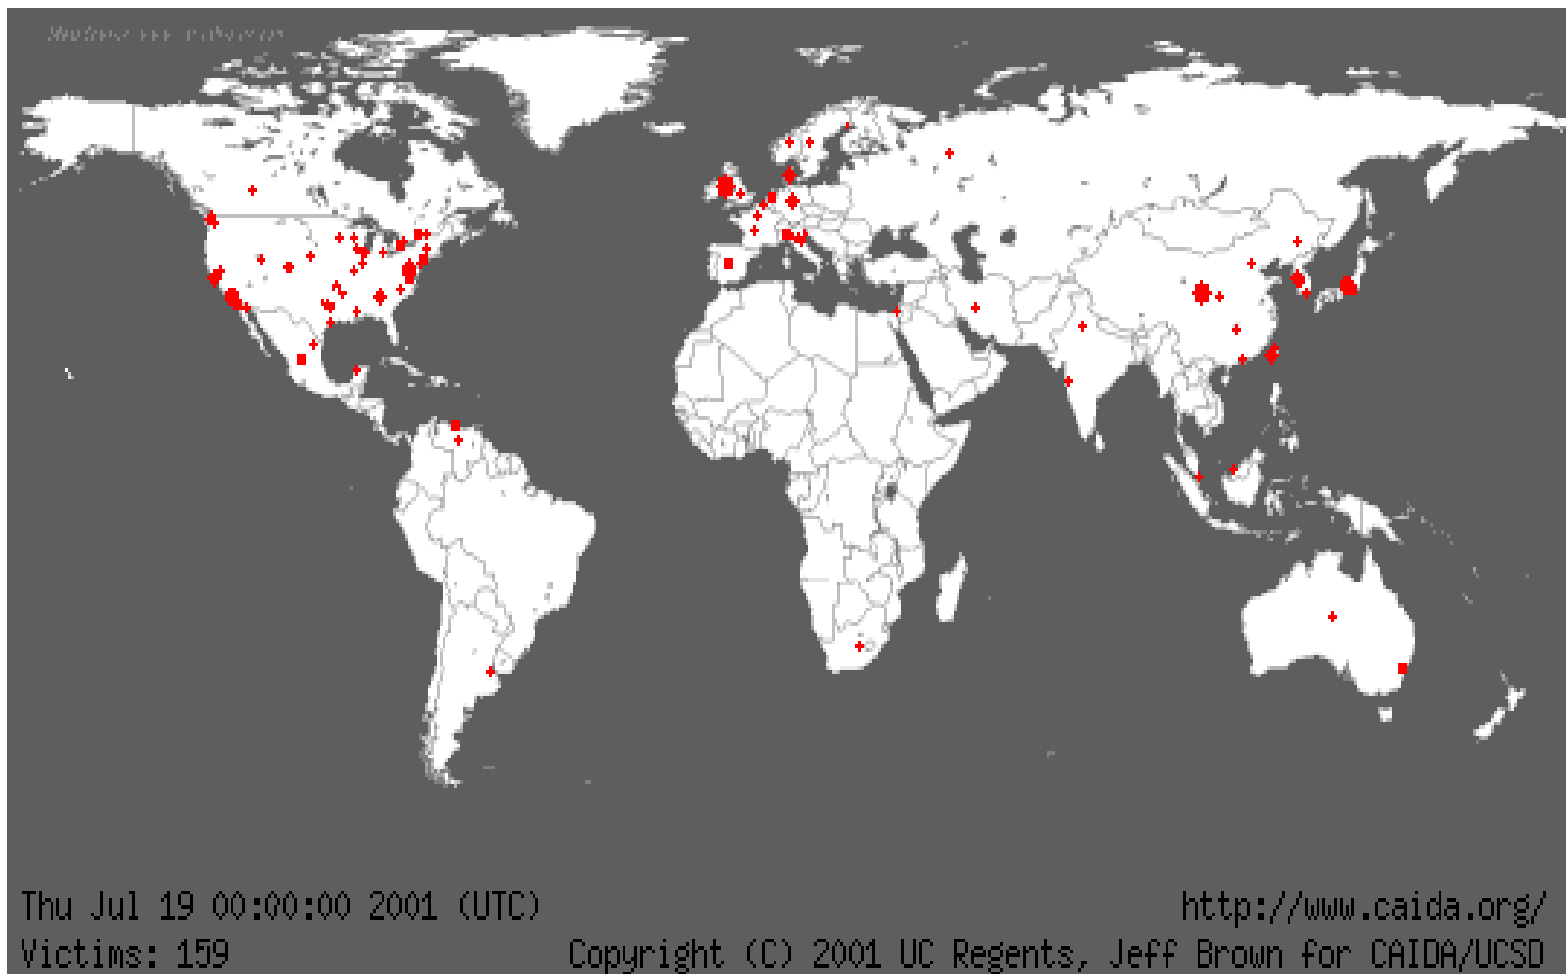 Thu Jul 19 00:00:00 2001 (UTC)
http://www.caida.org/
Victims: 159
Copyright (C) 2001 UC Regents, Jeff Brown for CAIDA/UCSD